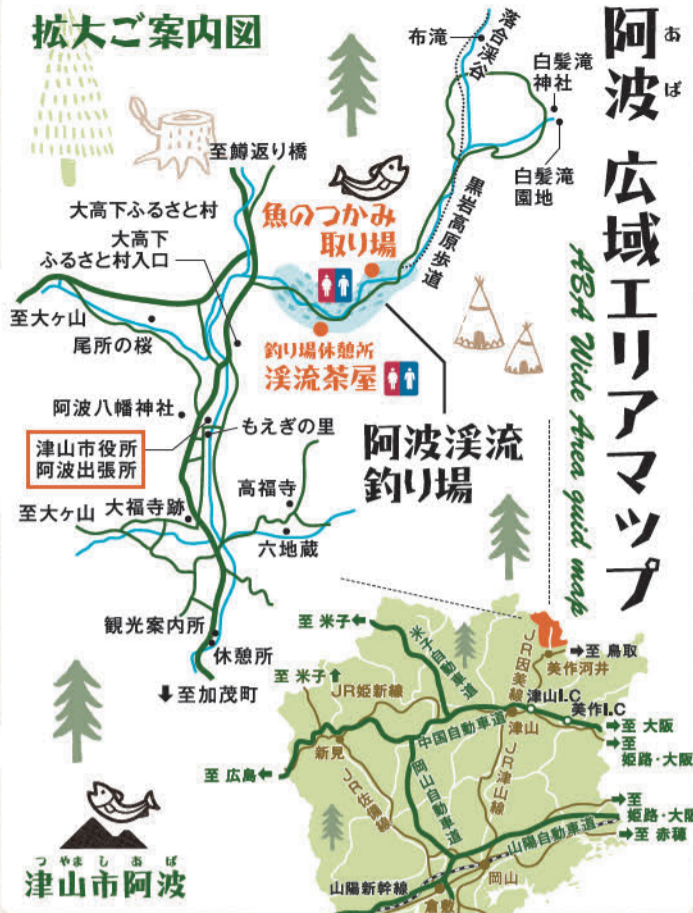 拡大ご案内図
阿波 広域エリアマップ
あば
ABA Wide Area guid map
布滝
落合渓谷
白髪滝
神社
白髪滝
園地
黒岩高原歩道
至鱒返り橋
大高下ふるさと村
大高下
ふるさと村入口
魚のつかみ
取り場
至大ヶ山
尾所の桜
釣り場休憩所
渓流茶屋
阿波八幡神社
もえぎの里
津山市役所
阿波出張所
阿波渓流
釣り場
至大ヶ山
大福寺跡
高福寺
六地蔵
観光案内所
休憩所
⬇至加茂町
至 米子⬅
米子自動車道
JR因美線
➡至 鳥取
美作河井
至 米子⬆
JR姫新線
津山I.C
美作I.C
津山
中国自動車道
➡至 大阪
➡至
姫路・大阪
新見
至 広島⬅
岡山自動車道
JR津山線
JR伯備線
➡至
姫路・大阪
山陽自動車道
➡至 赤穂
岡山
山陽新幹線
倉敷
つやましあば
津山市阿波